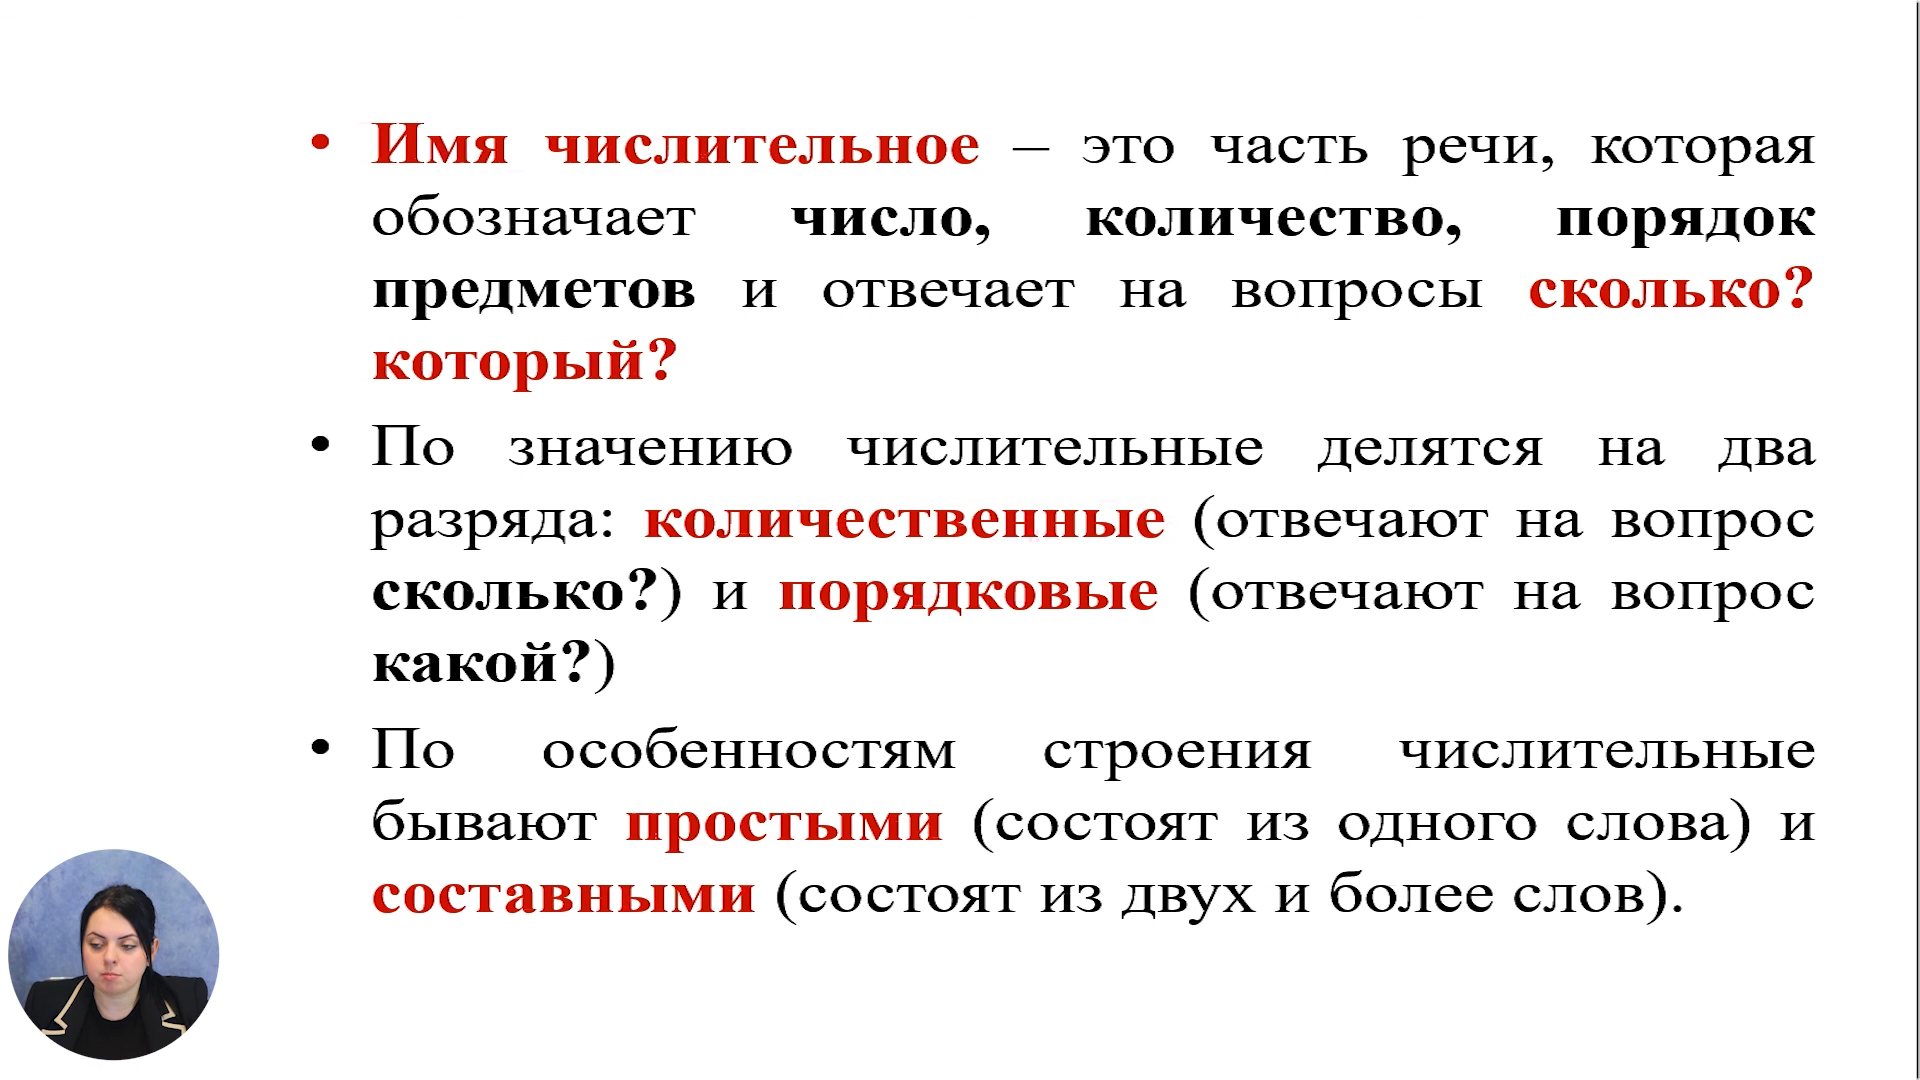 • Имя числительное – это часть речи, которая
обозначает число, количество, порядок
предметов и отвечает на вопросы сколько?
который?
• По значению числительные делятся на два
разряда: количественные (отвечают на вопрос
сколько?) и порядковые (отвечают на вопрос
какой?)
• По особенностям строения числительные
бывают простыми (состоят из одного слова) и
составными (состоят из двух и более слов).